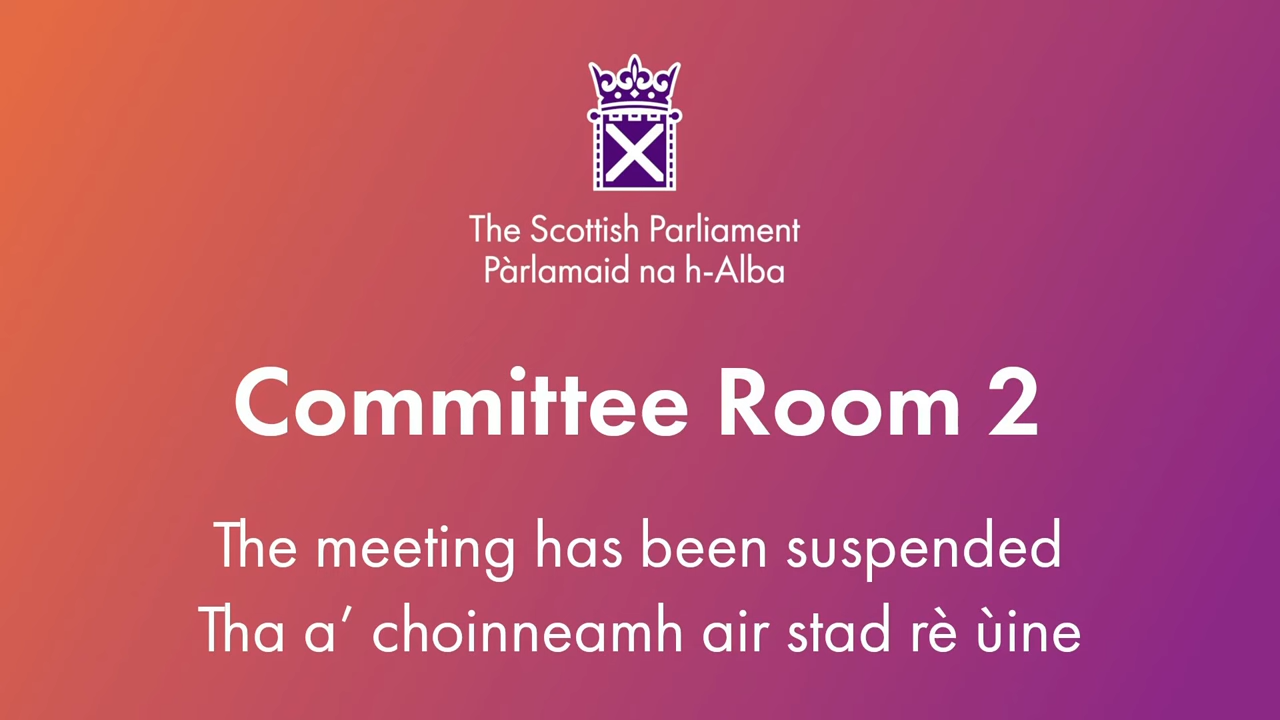 The Scottish Parliament
Pàrlamaid na h-Alba
Committee Room 2
The meeting has been suspended
Tha a’ choinneamh air stad rè ùine